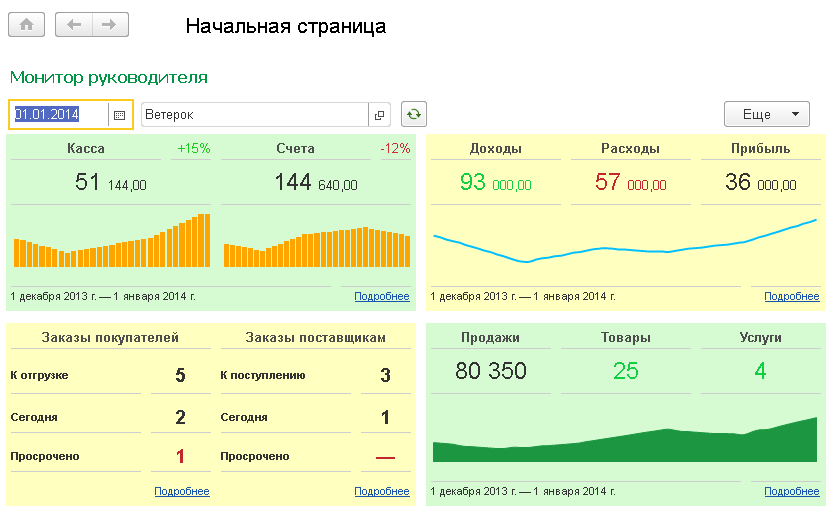 Начальная страница
Монитор руководителя
01.01.2014
Ветерок
Еще
Касса +15% Счета -12%
51 144,00 144 640,00
1 декабря 2013 г. — 1 января 2014 г. Подробнее
Доходы Расходы Прибыль
93 000,00 57 000,00 36 000,00
1 декабря 2013 г. — 1 января 2014 г. Подробнее
Заказы покупателей Заказы поставщикам
К отгрузке 5 К поступлению 3
Сегодня 2 Сегодня 1
Просрочено 1 Просрочено —
Подробнее Подробнее
Продажи Товары Услуги
80 350 25 4
1 декабря 2013 г. — 1 января 2014 г. Подробнее